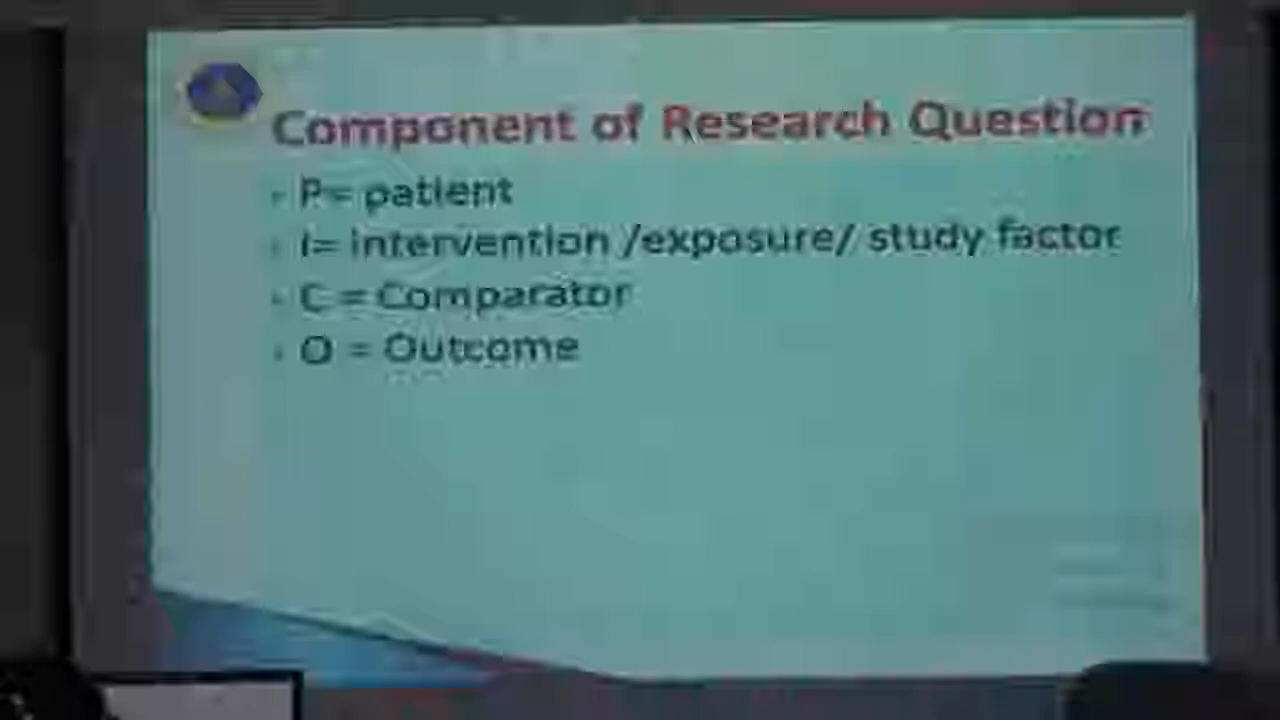 Component of Research Question
P= patient
I= intervention /exposure/ study factor
C = Comparator
O = Outcome